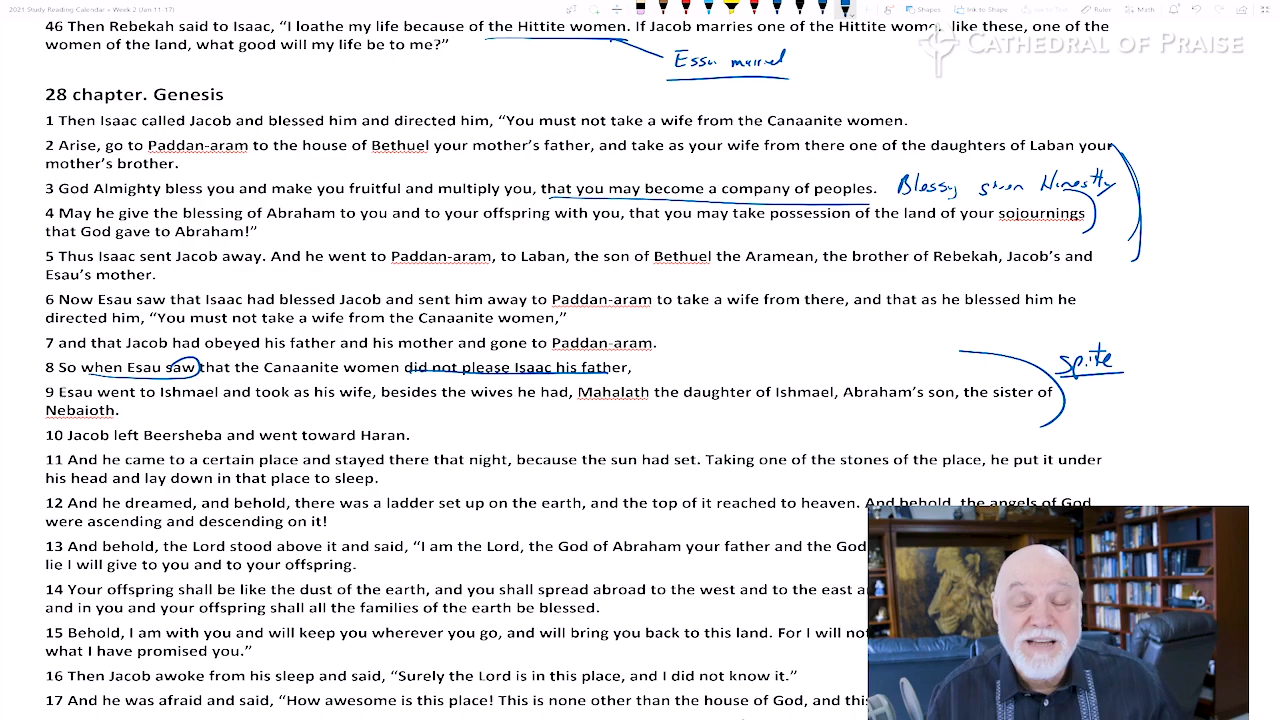 2021 Study Reading Calendar - Week 2 (Jan 11-17)
Shapes Ink to Shape Ink to Text Ink to Math Ruler Math
46 Then Rebekah said to Isaac, “I loathe my life because of the Hittite women. If Jacob marries one of the Hittite wom like these, one of the
women of the land, what good will my life be to me?”
CATHEDRAL OF PRAISE
Essu married
28 chapter. Genesis
1 Then Isaac called Jacob and blessed him and directed him, “You must not take a wife from the Canaanite women.
2 Arise, go to Paddan-aram to the house of Bethuel your mother’s father, and take as your wife from there one of the daughters of Laban your
mother’s brother.
3 God Almighty bless you and make you fruitful and multiply you, that you may become a company of peoples. Blessy given
4 May he give the blessing of Abraham to you and to your offspring with you, that you may take possession of the land of your sojournings
that God gave to Abraham!”
5 Thus Isaac sent Jacob away. And he went to Paddan-aram, to Laban, the son of Bethuel the Aramean, the brother of Rebekah, Jacob’s and
Esau’s mother.
6 Now Esau saw that Isaac had blessed Jacob and sent him away to Paddan-aram to take a wife from there, and that as he blessed him he
directed him, “You must not take a wife from the Canaanite women,”
7 and that Jacob had obeyed his father and his mother and gone to Paddan-aram.
8 So when Esau saw that the Canaanite women did not please Isaac his father,
spite
9 Esau went to Ishmael and took as his wife, besides the wives he had, Mahalath the daughter of Ishmael, Abraham’s son, the sister of
Nebaioth.
10 Jacob left Beersheba and went toward Haran.
11 And he came to a certain place and stayed there that night, because the sun had set. Taking one of the stones of the place, he put it under
his head and lay down in that place to sleep.
12 And he dreamed, and behold, there was a ladder set up on the earth, and the top of it reached to heaven. And behold, the angels of God
were ascending and descending on it!
13 And behold, the Lord stood above it and said, “I am the Lord, the God of Abraham your father and the God
lie I will give to you and to your offspring.
14 Your offspring shall be like the dust of the earth, and you shall spread abroad to the west and to the east a
and in you and your offspring shall all the families of the earth be blessed.
15 Behold, I am with you and will keep you wherever you go, and will bring you back to this land. For I will not
what I have promised you.”
16 Then Jacob awoke from his sleep and said, “Surely the Lord is in this place, and I did not know it.”
17 And he was afraid and said, “How awesome is this place! This is none other than the house of God, and this